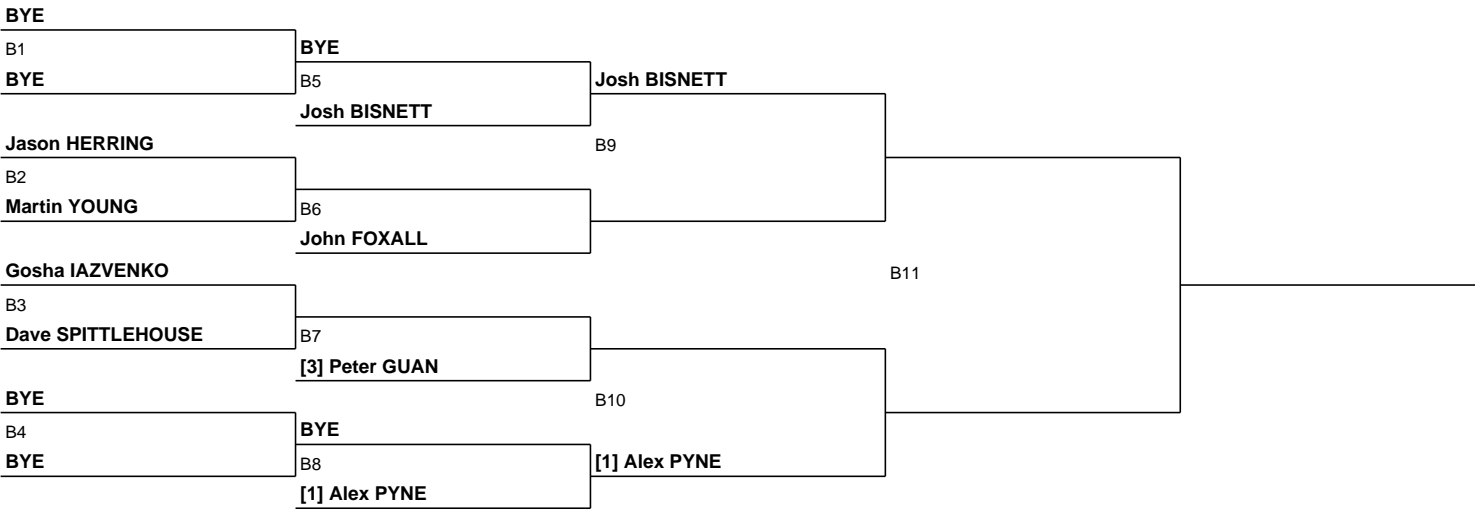 BYE
B1
BYE
BYE
B5
Josh BISNETT
Josh BISNETT
Jason HERRING
B9
B2
Martin YOUNG
B6
John FOXALL
Gosha IAZVENKO
B11
B3
Dave SPITTLEHOUSE
B7
[3] Peter GUAN
BYE
B10
B4
BYE
BYE
B8
[1] Alex PYNE
[1] Alex PYNE